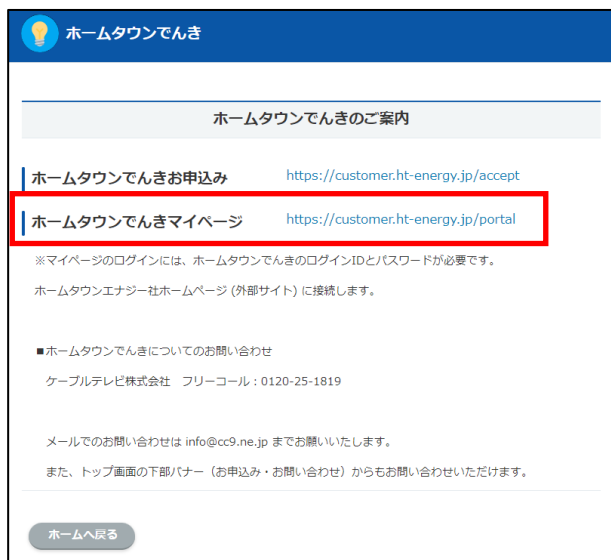 ホームタウンでんき
ホームタウンでんきのご案内
ホームタウンでんきお申込み https://customer.ht-energy.jp/accept
ホームタウンでんきマイページ https://customer.ht-energy.jp/portal
※マイページのログインには、ホームタウンでんきのログインIDとパスワードが必要です。
ホームタウンエナジー社ホームページ (外部サイト) に接続します。
■ホームタウンでんきについてのお問い合わせ
ケーブルテレビ株式会社　フリーコール：0120-25-1819
メールでのお問い合わせは info@cc9.ne.jp までお願いいたします。
また、トップ画面の下部バナー（お申込み・お問い合わせ）からもお問い合わせいただけます。
ホームへ戻る